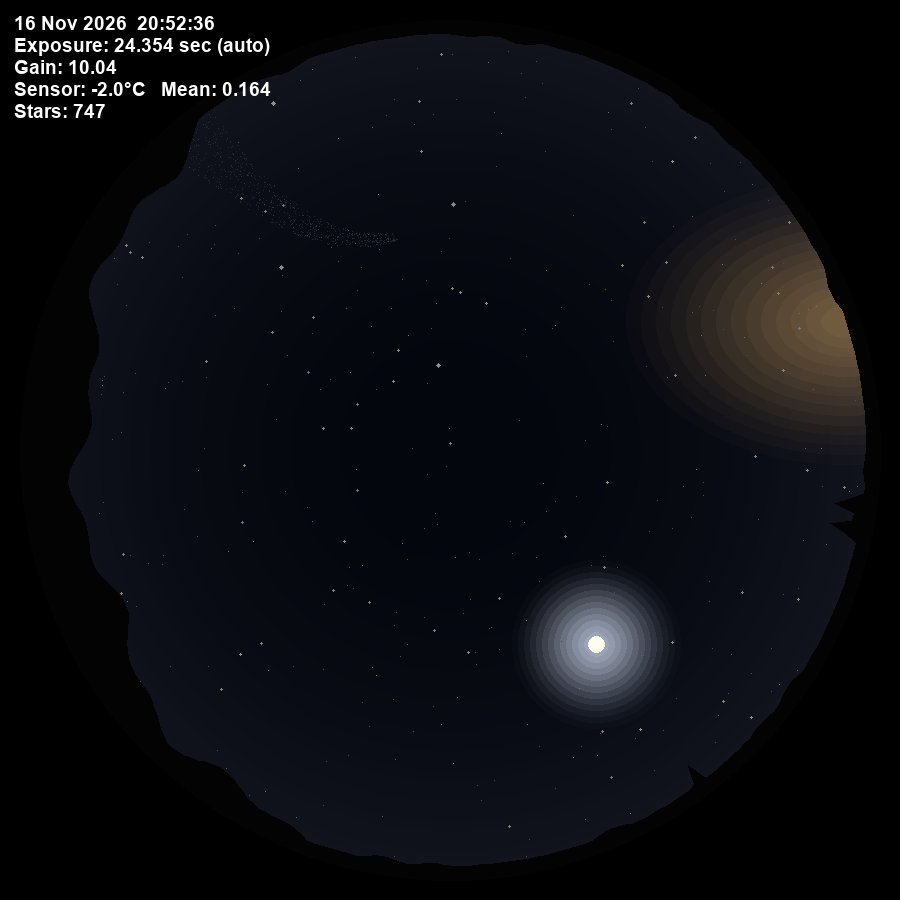 16 Nov 2026  20:52:36
Exposure: 24.354 sec (auto)
Gain: 10.04
Sensor: -2.0°C   Mean: 0.164
Stars: 747